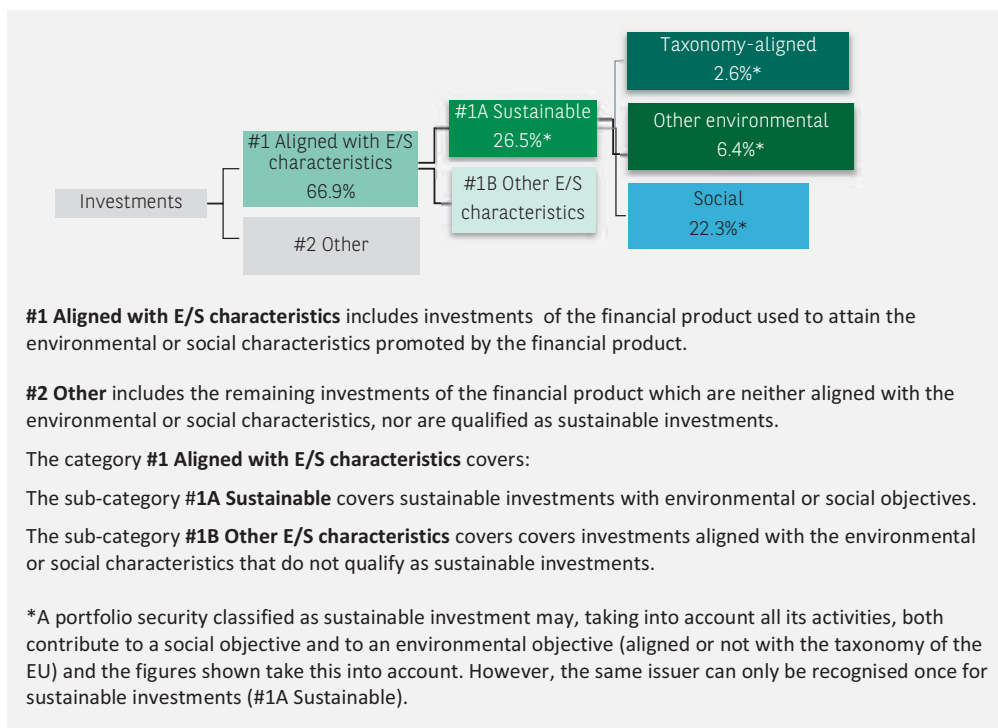 Taxonomy-aligned
2.6%*
#1A Sustainable
26.5%*
Other environmental
6.4%*
#1 Aligned with E/S
characteristics
66.9%
#1B Other E/S
characteristics
Investments
Social
22.3%*
#2 Other
#1 Aligned with E/S characteristics includes investments of the financial product used to attain the
environmental or social characteristics promoted by the financial product.
#2 Other includes the remaining investments of the financial product which are neither aligned with the
environmental or social characteristics, nor are qualified as sustainable investments.
The category #1 Aligned with E/S characteristics covers:
The sub-category #1A Sustainable covers sustainable investments with environmental or social objectives.
The sub-category #1B Other E/S characteristics covers covers investments aligned with the environmental
or social characteristics that do not qualify as sustainable investments.
*A portfolio security classified as sustainable investment may, taking into account all its activities, both
contribute to a social objective and to an environmental objective (aligned or not with the taxonomy of the
EU) and the figures shown take this into account. However, the same issuer can only be recognised once for
sustainable investments (#1A Sustainable).